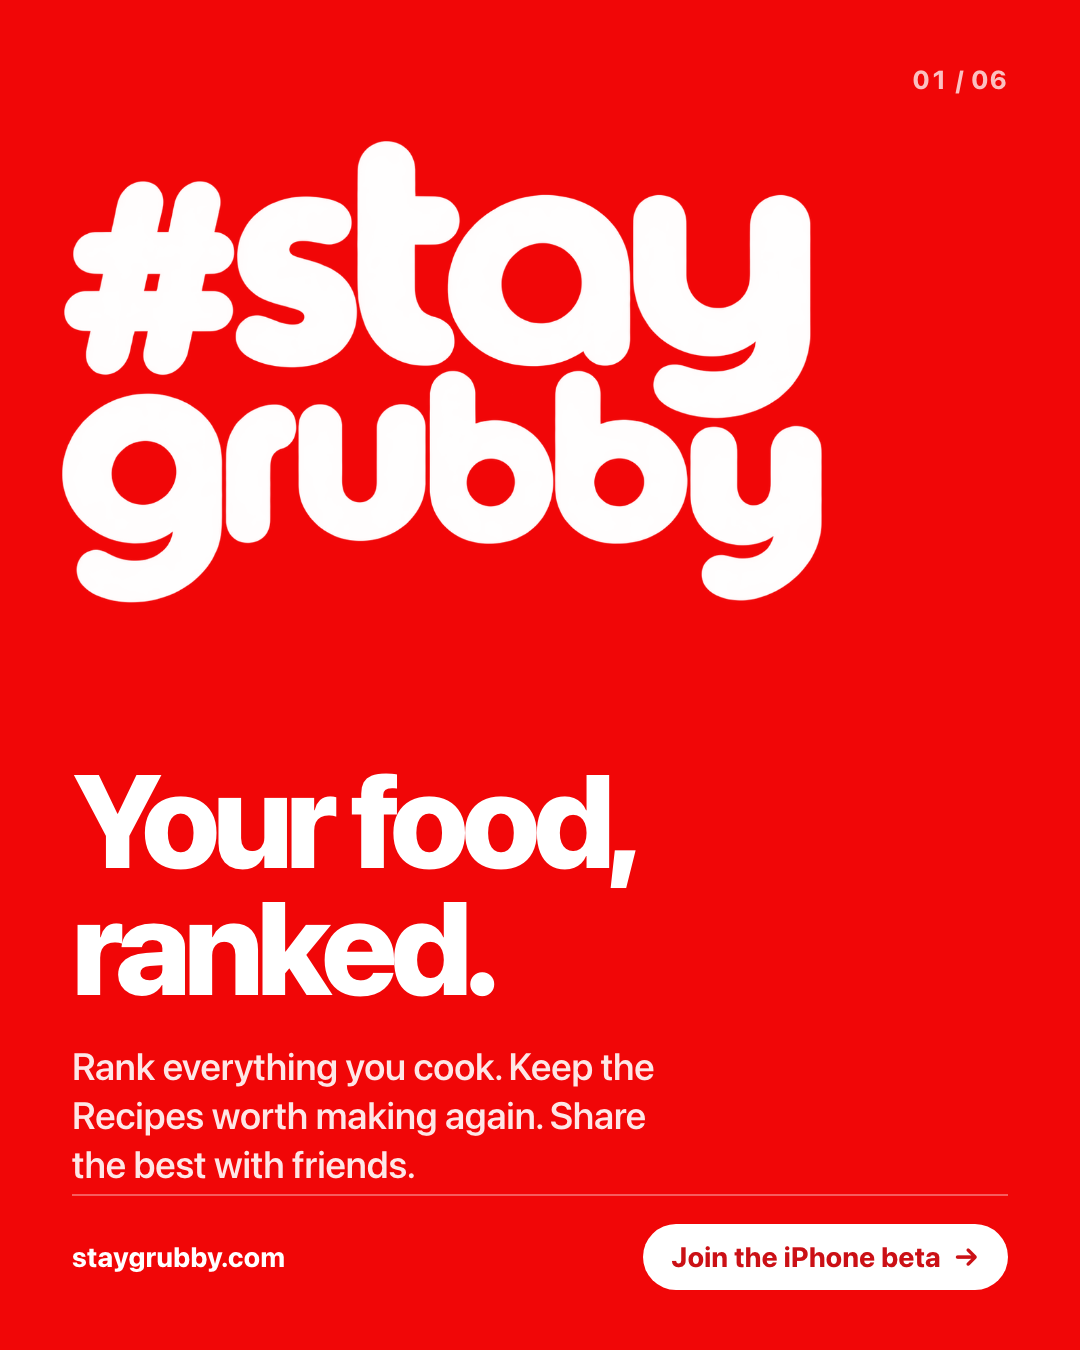 01 / 06
#stay
grubby
Your food,
ranked.
Rank everything you cook. Keep the
Recipes worth making again. Share
the best with friends.
staygrubby.com
Join the iPhone beta →